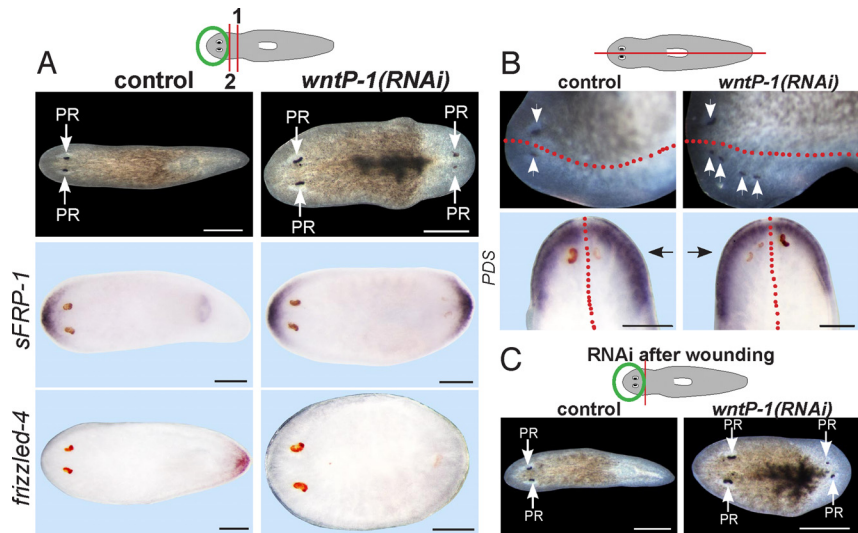 1
2
A
control
wntP-1(RNAi)
PR
PR
PR
PR
PR
PR
sFRP-1
frizzled-4
B
control
wntP-1(RNAi)
PDS
C
RNAi after wounding
control
wntP-1(RNAi)
PR
PR
PR
PR
PR
PR